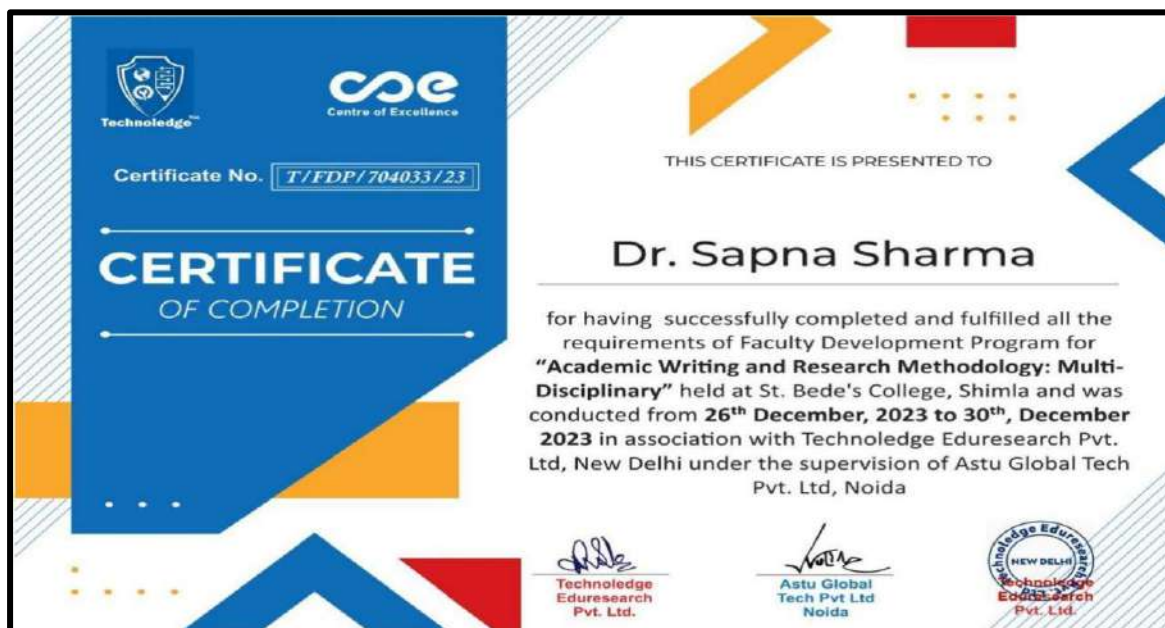 Technoledge™
coe
Centre of Excellence
Certificate No. T/FDP/704033/23
CERTIFICATE
OF COMPLETION
THIS CERTIFICATE IS PRESENTED TO
Dr. Sapna Sharma
for having successfully completed and fulfilled all the
requirements of Faculty Development Program for
“Academic Writing and Research Methodology: Multi-
Disciplinary” held at St. Bede's College, Shimla and was
conducted from 26th December, 2023 to 30th, December
2023 in association with Technoledge Eduresearch Pvt.
Ltd, New Delhi under the supervision of Astu Global Tech
Pvt. Ltd, Noida
Technoledge
Eduresearch
Pvt. Ltd.
Astu Global
Tech Pvt Ltd
Noida
Technoledge Eduresearch
NEW DELHI
Technoledge
Eduresearch
Pvt. Ltd.